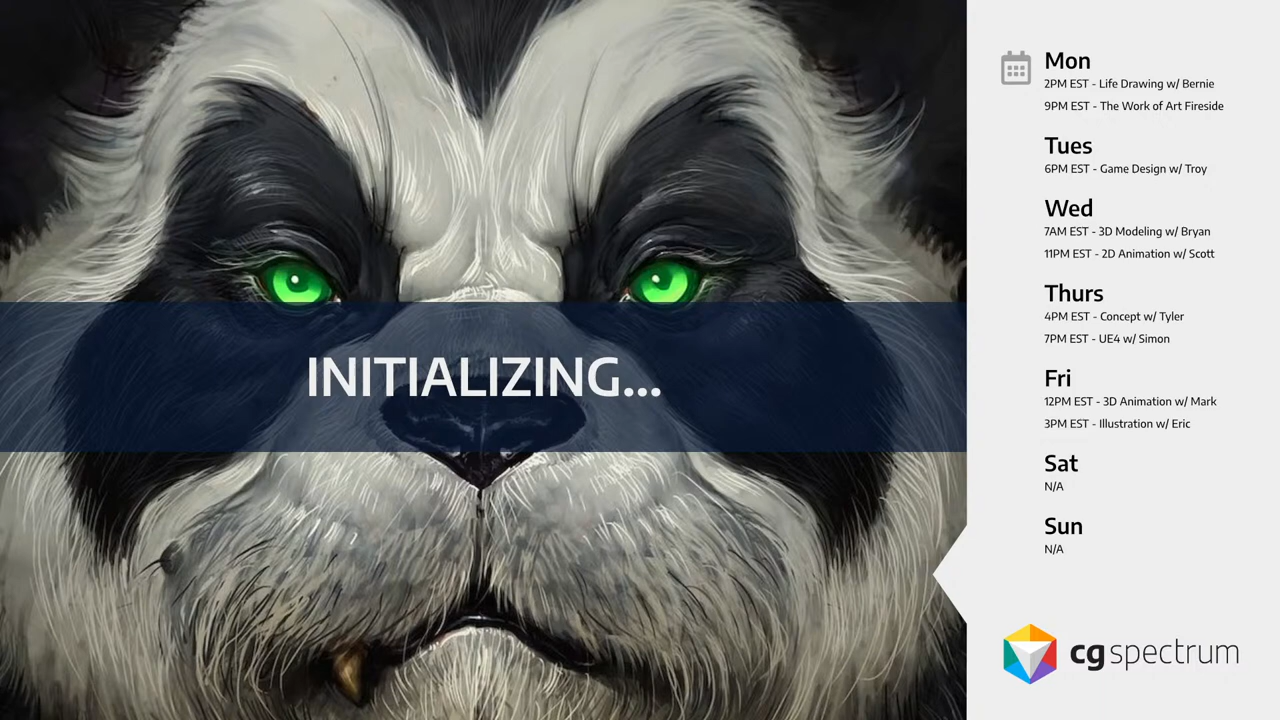 INITIALIZING...
Mon
2PM EST - Life Drawing w/ Bernie
9PM EST - The Work of Art Fireside
Tues
6PM EST - Game Design w/ Troy
Wed
7AM EST - 3D Modeling w/ Bryan
11PM EST - 2D Animation w/ Scott
Thurs
4PM EST - Concept w/ Tyler
7PM EST - UE4 w/ Simon
Fri
12PM EST - 3D Animation w/ Mark
3PM EST - Illustration w/ Eric
Sat
N/A
Sun
N/A
cgspectrum